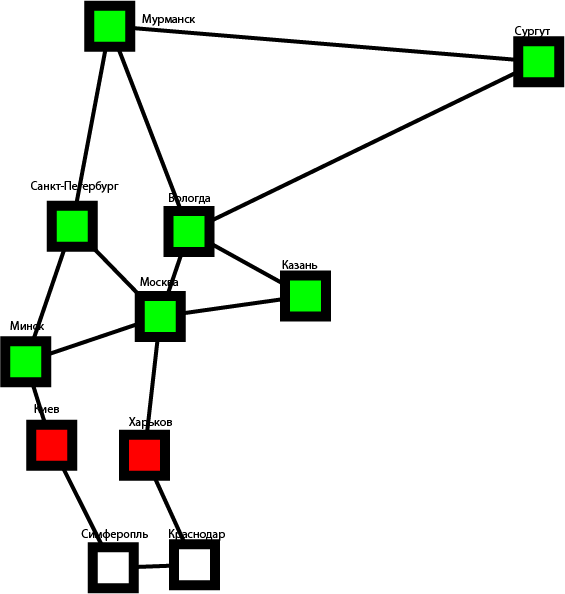 Мурманск
Сургут
Санкт-Петербург
Вологда
Казань
Москва
Минск
Киев
Харьков
Симферопль
Краснодар